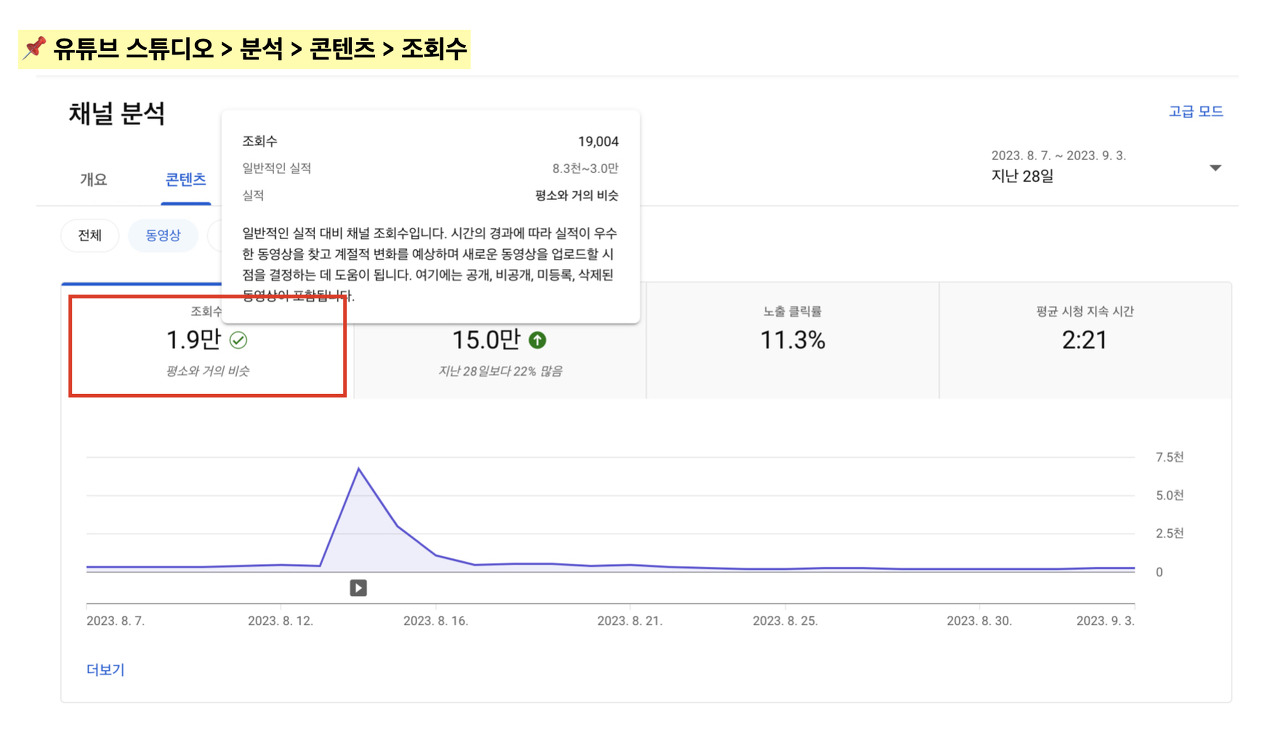 📌 유튜브 스튜디오 > 분석 > 콘텐츠 > 조회수
채널 분석
고급 모드
개요
콘텐츠
2023. 8. 7. ~ 2023. 9. 3.
지난 28일
전체
동영상
조회수 19,004
일반적인 실적 8.3천~3.0만
실적 평소와 거의 비슷
일반적인 실적 대비 채널 조회수입니다. 시간의 경과에 따라 실적이 우수
한 동영상을 찾고 계절적 변화를 예상하며 새로운 동영상을 업로드할 시
점을 결정하는 데 도움이 됩니다. 여기에는 공개, 비공개, 미등록, 삭제된
동영상이 포함됩니다.
조회수
1.9만
평소와 거의 비슷
15.0만
지난 28일보다 22% 많음
노출 클릭률
11.3%
평균 시청 지속 시간
2:21
7.5천
5.0천
2.5천
0
2023. 8. 7. 2023. 8. 12. 2023. 8. 16. 2023. 8. 21. 2023. 8. 25. 2023. 8. 30. 2023. 9. 3.
더보기